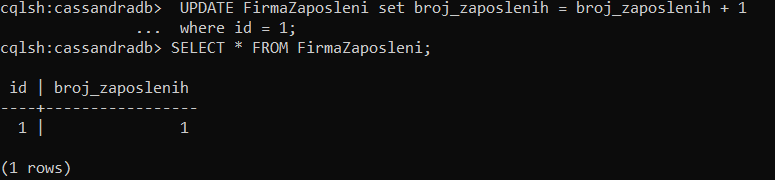 cqlsh:cassandradb>  UPDATE FirmaZaposleni set broj_zaposlenih = broj_zaposlenih + 1
              ...  where id = 1;
cqlsh:cassandradb> SELECT * FROM FirmaZaposleni;
 id | broj_zaposlenih
----+-----------------
  1 |               1
(1 rows)